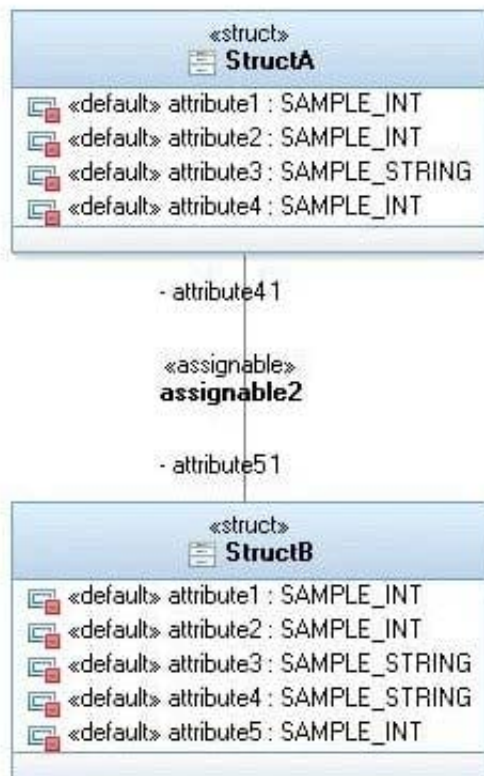 «struct»
StructA
«default» attribute1 : SAMPLE_INT
«default» attribute2 : SAMPLE_INT
«default» attribute3 : SAMPLE_STRING
«default» attribute4 : SAMPLE_INT
- attribute4 1
«assignable»
assignable2
- attribute5 1
«struct»
StructB
«default» attribute1 : SAMPLE_INT
«default» attribute2 : SAMPLE_INT
«default» attribute3 : SAMPLE_STRING
«default» attribute4 : SAMPLE_STRING
«default» attribute5 : SAMPLE_INT